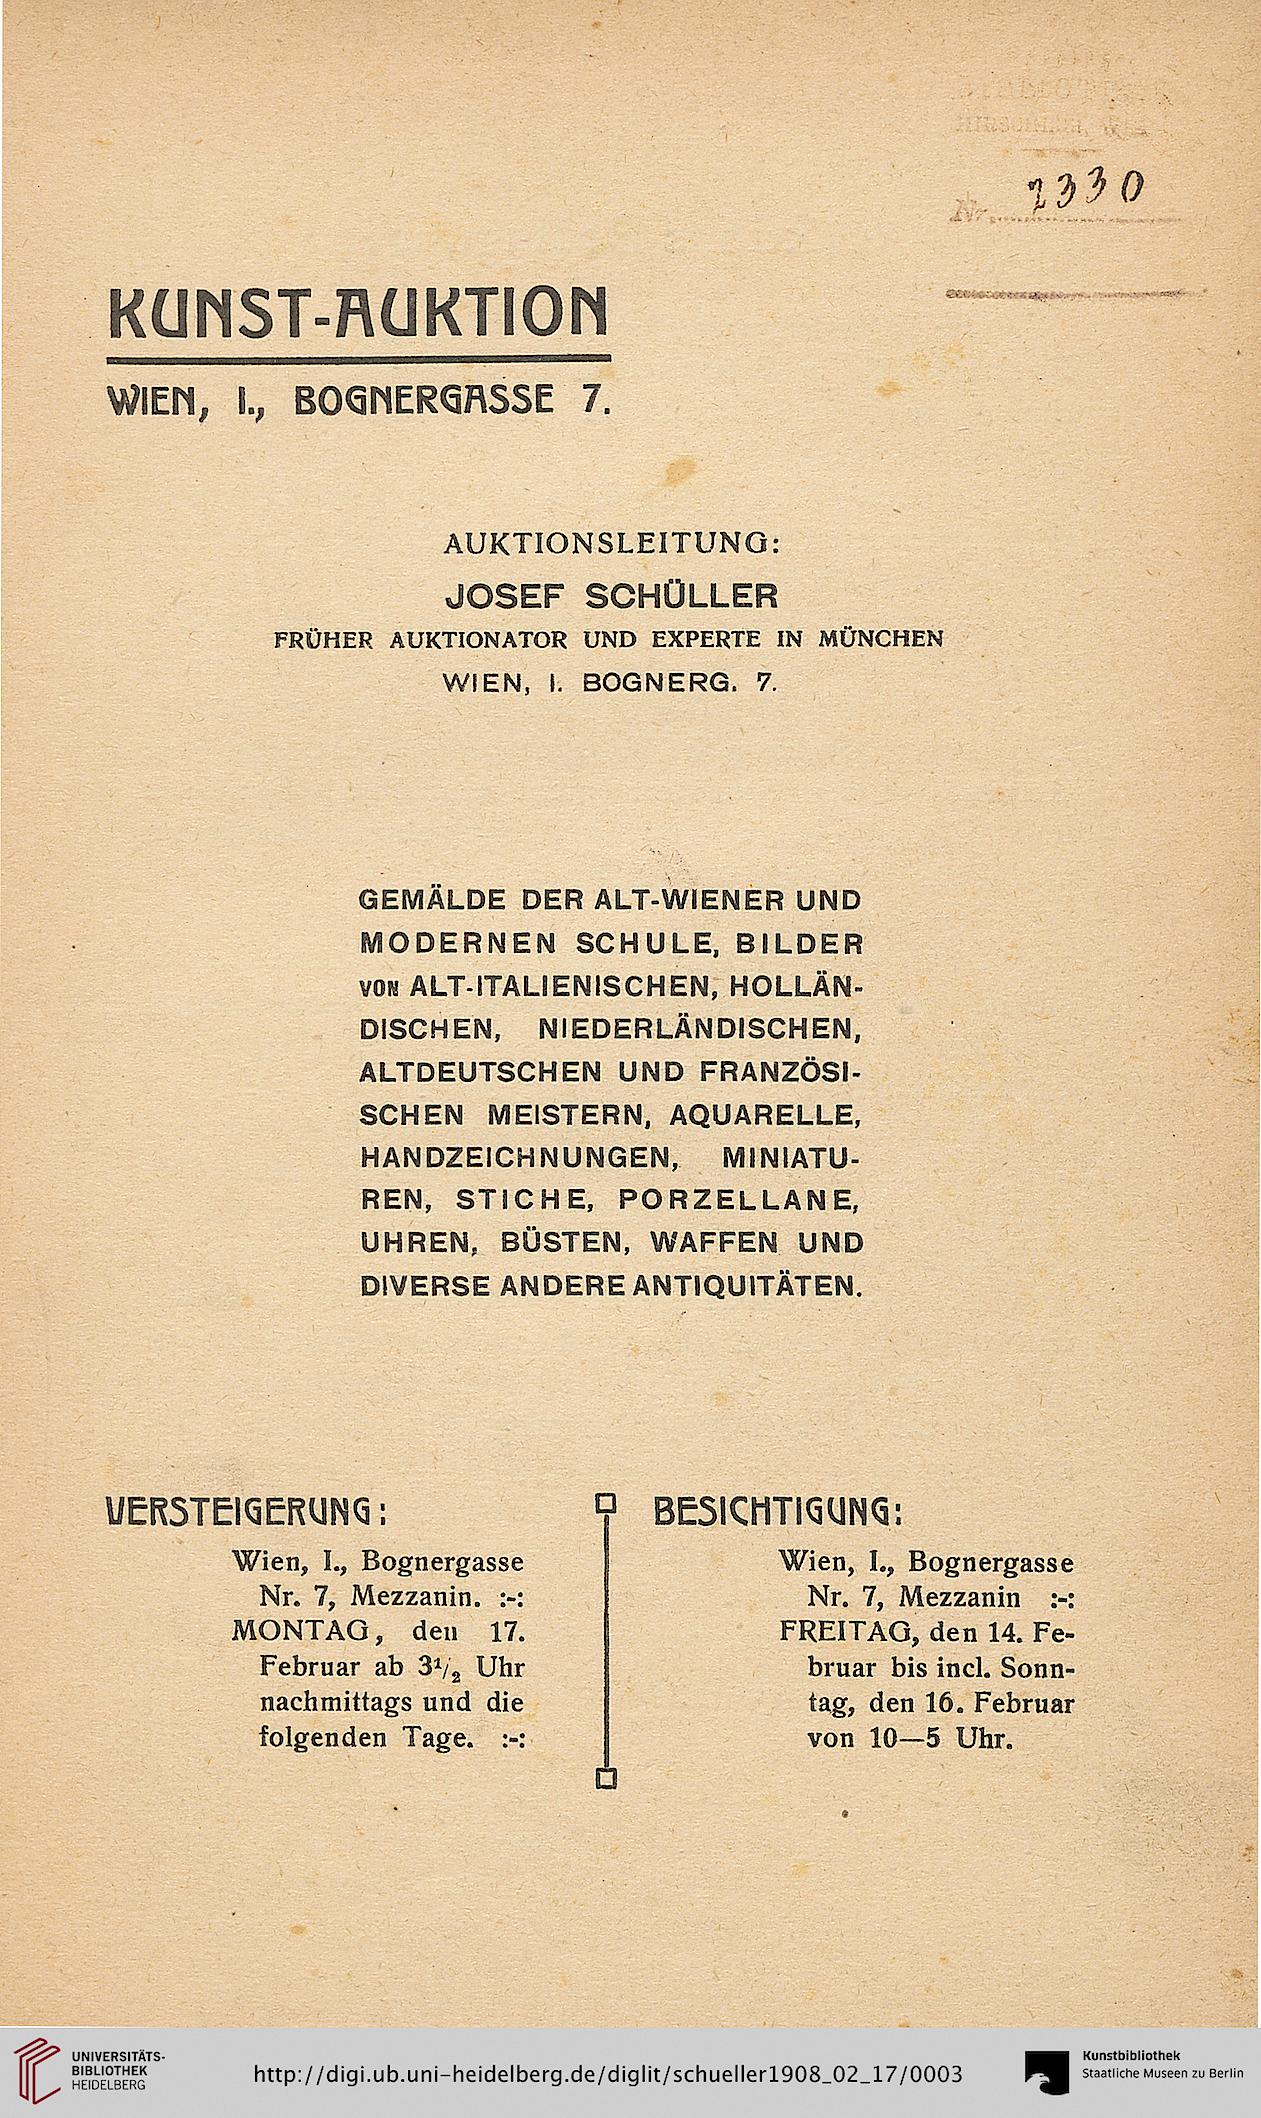 Nr. 2330
KUNST-AUKTION
WIEN, I., BOGNERGASSE 7.
AUKTIONSLEITUNG:
JOSEF SCHÜLLER
FRÜHER AUKTIONATOR UND EXPERTE IN MÜNCHEN
WIEN, I. BOGNERG. 7.
GEMÄLDE DER ALT-WIENER UND
MODERNEN SCHULE, BILDER
VON ALT-ITALIENISCHEN, HOLLÄN-
DISCHEN, NIEDERLÄNDISCHEN,
ALTDEUTSCHEN UND FRANZÖSI-
SCHEN MEISTERN, AQUARELLE,
HANDZEICHNUNGEN, MINIATU-
REN, STICHE, PORZELLANE,
UHREN, BÜSTEN, WAFFEN UND
DIVERSE ANDERE ANTIQUITÄTEN.
VERSTEIGERUNG:
Wien, I., Bognergasse
Nr. 7, Mezzanin. :-:
MONTAG, den 17.
Februar ab 3½ Uhr
nachmittags und die
folgenden Tage. :-:
BESICHTIGUNG:
Wien, I., Bognergasse
Nr. 7, Mezzanin :-:
FREITAG, den 14. Fe-
bruar bis incl. Sonn-
tag, den 16. Februar
von 10—5 Uhr.
UNIVERSITÄTS-
BIBLIOTHEK
HEIDELBERG
http://digi.ub.uni-heidelberg.de/diglit/schueller1908_02_17/0003
Kunstbibliothek
Staatliche Museen zu Berlin